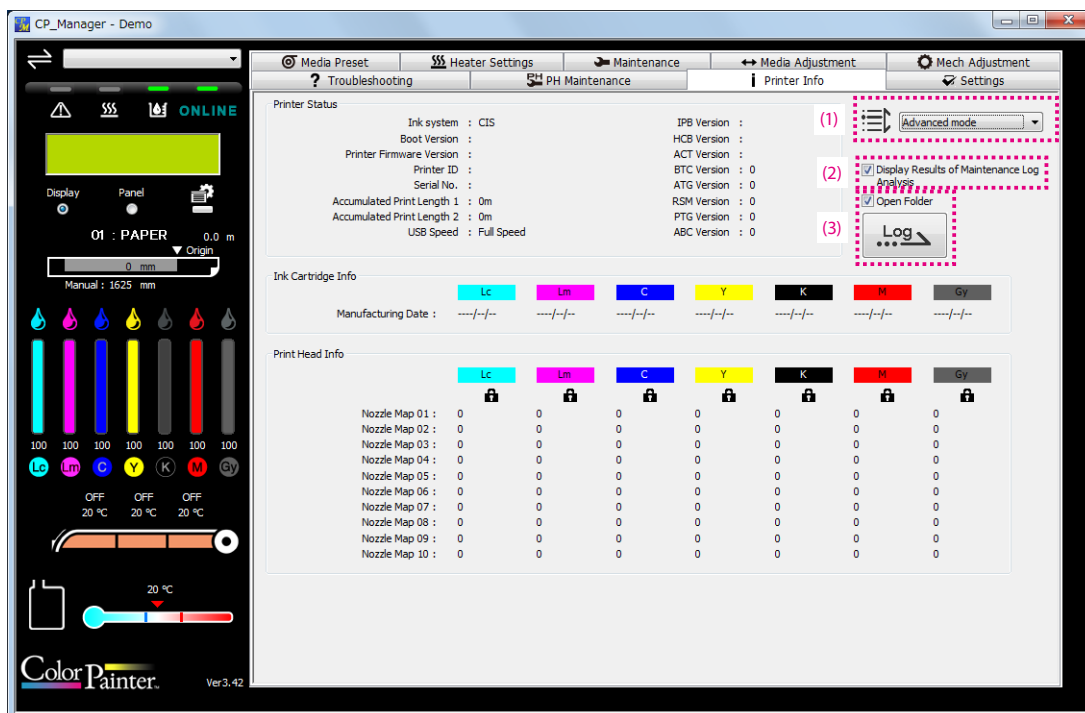 CP_Manager - Demo
Media Preset
Heater Settings
Maintenance
Media Adjustment
Mech Adjustment
? Troubleshooting
PH PH Maintenance
i Printer Info
Settings
ONLINE
Display
Panel
01 : PAPER
0.0 m
Origin
0 mm
Manual : 1625 mm
100 100 100 100 100 100 100
Lc Lm C Y K M Gy
OFF OFF OFF
20 ℃ 20 ℃ 20 ℃
20 ℃
Color Painter
Ver3.42
Printer Status
Ink system : CIS
Boot Version :
Printer Firmware Version :
Printer ID :
Serial No. :
Accumulated Print Length 1 : 0m
Accumulated Print Length 2 : 0m
USB Speed : Full Speed
IPB Version :
HCB Version :
ACT Version :
BTC Version : 0
ATG Version : 0
RSM Version : 0
PTG Version : 0
ABC Version : 0
(1)
Advanced mode
(2)
Display Results of Maintenance Log
Analysis
(3)
Open Folder
Log
Ink Cartridge Info
Lc Lm C Y K M Gy
Manufacturing Date : ----/--/-- ----/--/-- ----/--/-- ----/--/-- ----/--/-- ----/--/-- ----/--/--
Print Head Info
Lc Lm C Y K M Gy
Nozzle Map 01 : 0 0 0 0 0 0 0
Nozzle Map 02 : 0 0 0 0 0 0 0
Nozzle Map 03 : 0 0 0 0 0 0 0
Nozzle Map 04 : 0 0 0 0 0 0 0
Nozzle Map 05 : 0 0 0 0 0 0 0
Nozzle Map 06 : 0 0 0 0 0 0 0
Nozzle Map 07 : 0 0 0 0 0 0 0
Nozzle Map 08 : 0 0 0 0 0 0 0
Nozzle Map 09 : 0 0 0 0 0 0 0
Nozzle Map 10 : 0 0 0 0 0 0 0